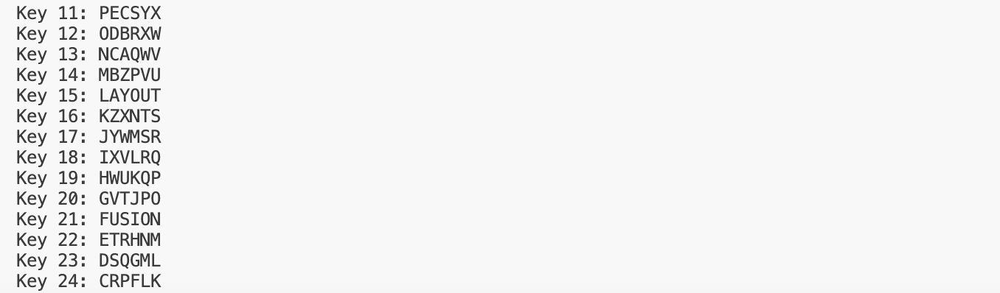 Key 11: PECSYX
Key 12: ODBRXW
Key 13: NCAQWV
Key 14: MBZPVU
Key 15: LAYOUT
Key 16: KZXNTS
Key 17: JYWMSR
Key 18: IXVLRQ
Key 19: HWUKQP
Key 20: GVTJPO
Key 21: FUSION
Key 22: ETRHNM
Key 23: DSQGML
Key 24: CRPFLK